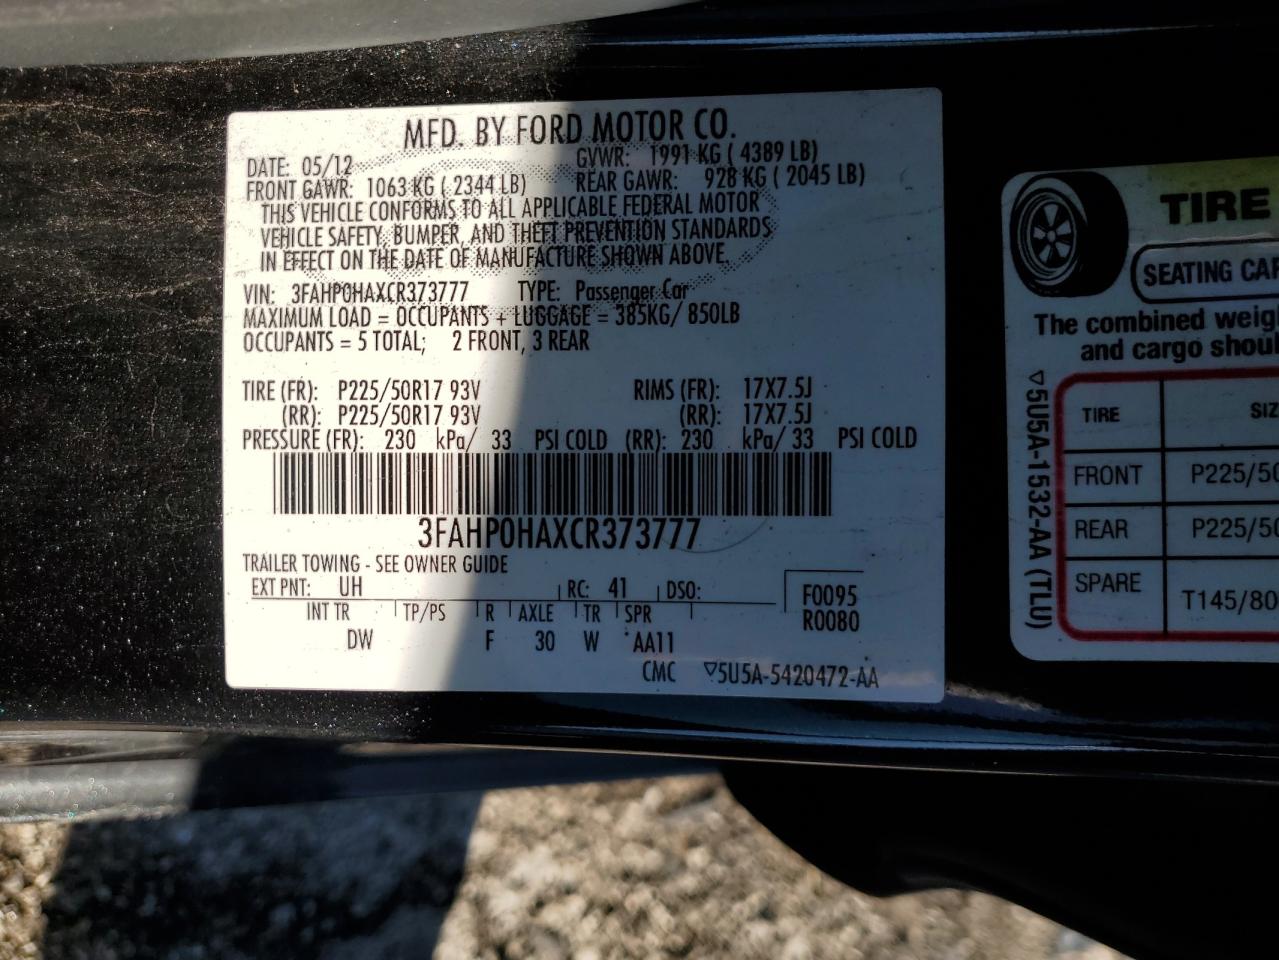 MFD. BY FORD MOTOR CO.
DATE: 05/12 GVWR: 1991 KG ( 4389 LB)
FRONT GAWR: 1063 KG ( 2344 LB) REAR GAWR: 928 KG ( 2045 LB)
THIS VEHICLE CONFORMS TO ALL APPLICABLE FEDERAL MOTOR
VEHICLE SAFETY, BUMPER, AND THEFT PREVENTION STANDARDS
IN EFFECT ON THE DATE OF MANUFACTURE SHOWN ABOVE.
VIN: 3FAHP0HAXCR373777 TYPE: Passenger Car
MAXIMUM LOAD = OCCUPANTS + LUGGAGE = 385KG/ 850LB
OCCUPANTS = 5 TOTAL; 2 FRONT, 3 REAR
TIRE (FR): P225/50R17 93V RIMS (FR): 17X7.5J
(RR): P225/50R17 93V (RR): 17X7.5J
PRESSURE (FR): 230 kPa/ 33 PSI COLD (RR): 230 kPa/ 33 PSI COLD
3FAHP0HAXCR373777
TRAILER TOWING - SEE OWNER GUIDE
EXT PNT: UH RC: 41 DSO: F0095
INT TR TP/PS R AXLE TR SPR R0080
DW F 30 W AA11
CMC ▽5U5A-5420472-AA
TIRE
SEATING CAP
The combined weig
and cargo shoul
▽5U5A-1532-AA (TLU)
TIRE SIZ
FRONT P225/50
REAR P225/50
SPARE T145/80